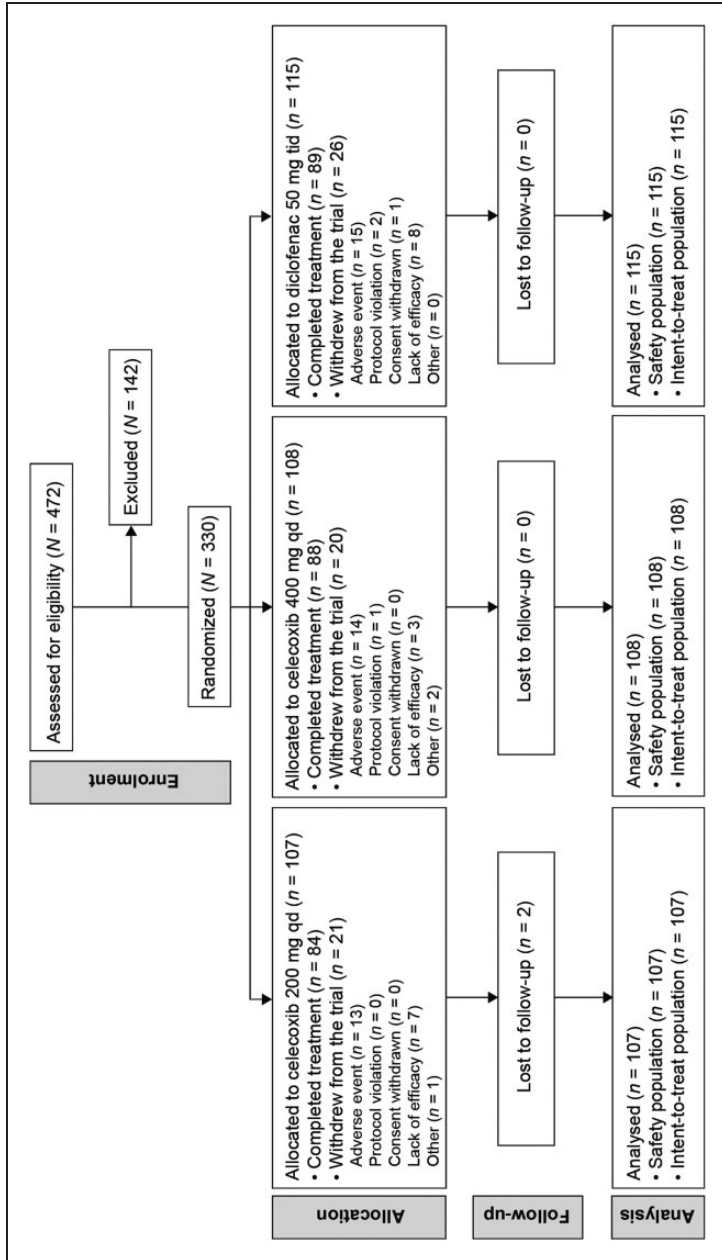 Enrolment
Assessed for eligibility (N = 472)
Excluded (N = 142)
Randomized (N = 330)
Allocation
Allocated to celecoxib 200 mg qd (n = 107)
• Completed treatment (n = 84)
• Withdrew from the trial (n = 21)
Adverse event (n = 13)
Protocol violation (n = 0)
Consent withdrawn (n = 0)
Lack of efficacy (n = 7)
Other (n = 1)
Allocated to celecoxib 400 mg qd (n = 108)
• Completed treatment (n = 88)
• Withdrew from the trial (n = 20)
Adverse event (n = 14)
Protocol violation (n = 1)
Consent withdrawn (n = 0)
Lack of efficacy (n = 3)
Other (n = 2)
Allocated to diclofenac 50 mg tid (n = 115)
• Completed treatment (n = 89)
• Withdrew from the trial (n = 26)
Adverse event (n = 15)
Protocol violation (n = 2)
Consent withdrawn (n = 1)
Lack of efficacy (n = 8)
Other (n = 0)
Follow-up
Lost to follow-up (n = 2)
Lost to follow-up (n = 0)
Lost to follow-up (n = 0)
Analysis
Analysed (n = 107)
• Safety population (n = 107)
• Intent-to-treat population (n = 107)
Analysed (n = 108)
• Safety population (n = 108)
• Intent-to-treat population (n = 108)
Analysed (n = 115)
• Safety population (n = 115)
• Intent-to-treat population (n = 115)